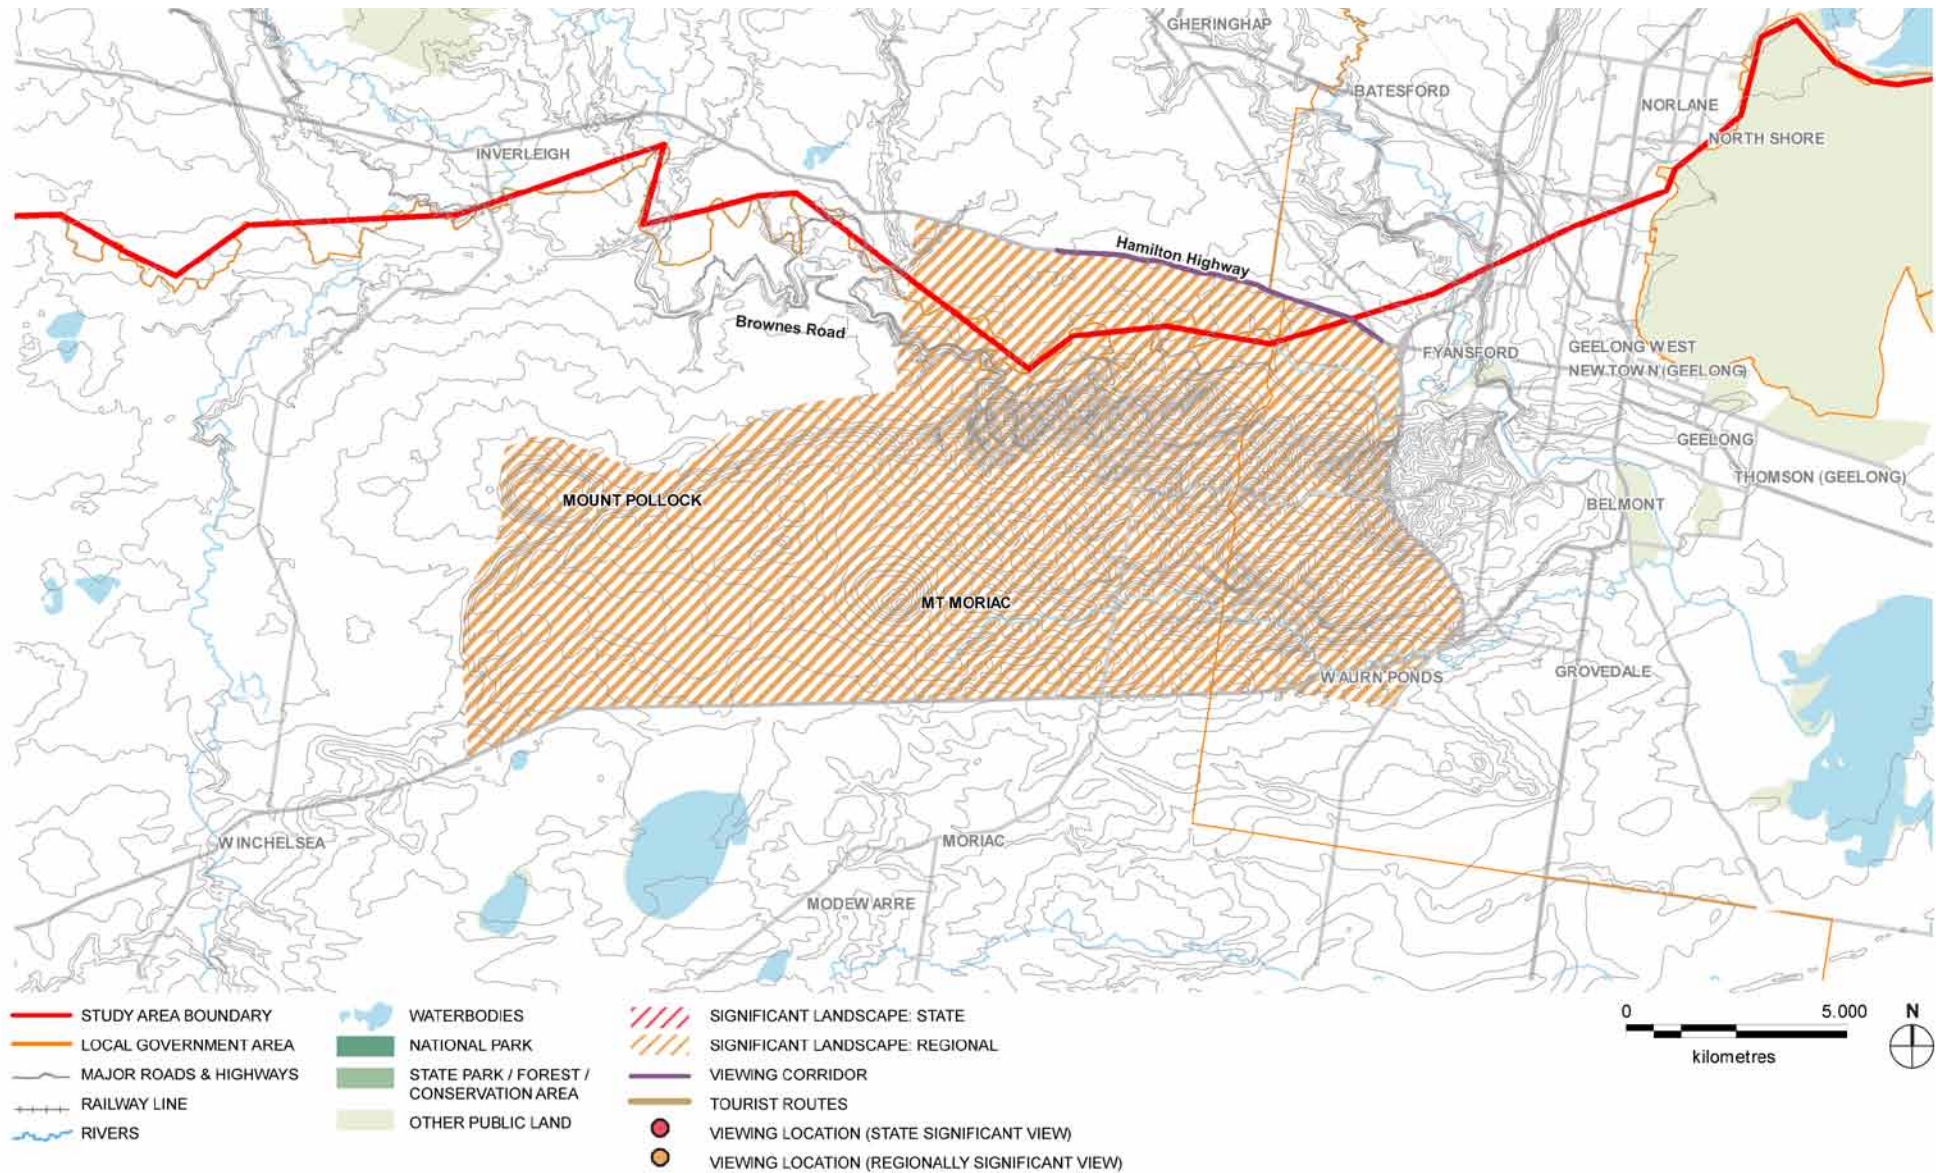 GHERINGHAP
BATESFORD
NORLANE
NORTH SHORE
INVERLEIGH
Hamilton Highway
Brownes Road
FYANSFORD
GEELONG WEST
NEWTOWN (GEELONG)
GEELONG
THOMSON (GEELONG)
MOUNT POLLOCK
BELMONT
MT MORIAC
WAURN PONDS
GROVEDALE
WINCHELSEA
MORIAC
MODEWARRE
STUDY AREA BOUNDARY
LOCAL GOVERNMENT AREA
MAJOR ROADS & HIGHWAYS
RAILWAY LINE
RIVERS
WATERBODIES
NATIONAL PARK
STATE PARK / FOREST /
CONSERVATION AREA
OTHER PUBLIC LAND
SIGNIFICANT LANDSCAPE: STATE
SIGNIFICANT LANDSCAPE: REGIONAL
VIEWING CORRIDOR
TOURIST ROUTES
VIEWING LOCATION (STATE SIGNIFICANT VIEW)
VIEWING LOCATION (REGIONALLY SIGNIFICANT VIEW)
0 5.000
kilometres
N